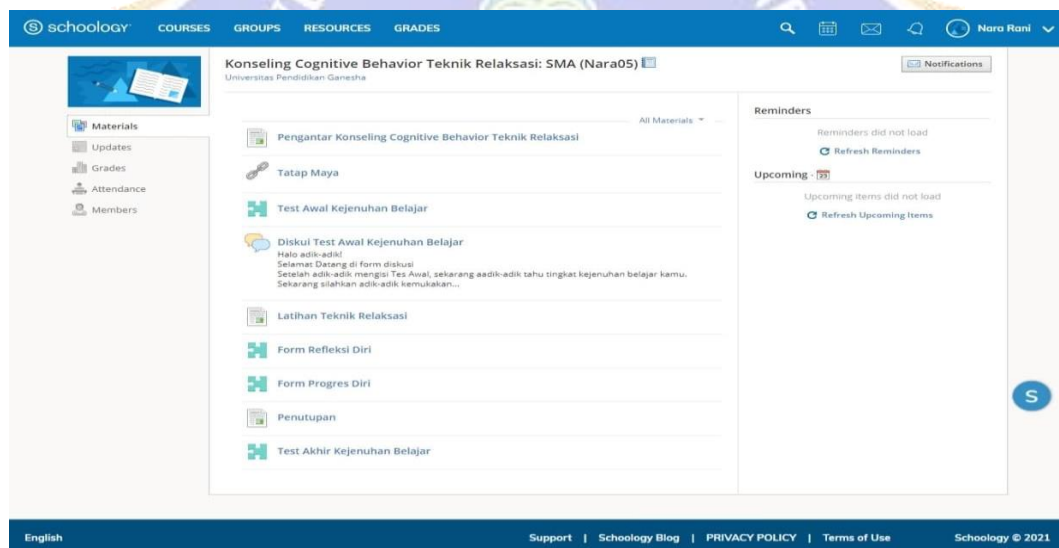 schoology COURSES GROUPS RESOURCES GRADES Nara Rani
Konseling Cognitive Behavior Teknik Relaksasi: SMA (Nara05)
Universitas Pendidikan Ganesha
Notifications
Materials
Updates
Grades
Attendance
Members
All Materials
Pengantar Konseling Cognitive Behavior Teknik Relaksasi
Tatap Maya
Test Awal Kejenuhan Belajar
Diskui Test Awal Kejenuhan Belajar
Halo adik-adik!
Selamat Datang di form diskusi
Setelah adik-adik mengisi Tes Awal, sekarang aadik-adik tahu tingkat kejenuhan belajar kamu.
Sekarang silahkan adik-adik kemukakan...
Latihan Teknik Relaksasi
Form Refleksi Diri
Form Progres Diri
Penutupan
Test Akhir Kejenuhan Belajar
Reminders
Reminders did not load
Refresh Reminders
Upcoming · 23
Upcoming items did not load
Refresh Upcoming Items
S
English Support | Schoology Blog | PRIVACY POLICY | Terms of Use Schoology © 2021